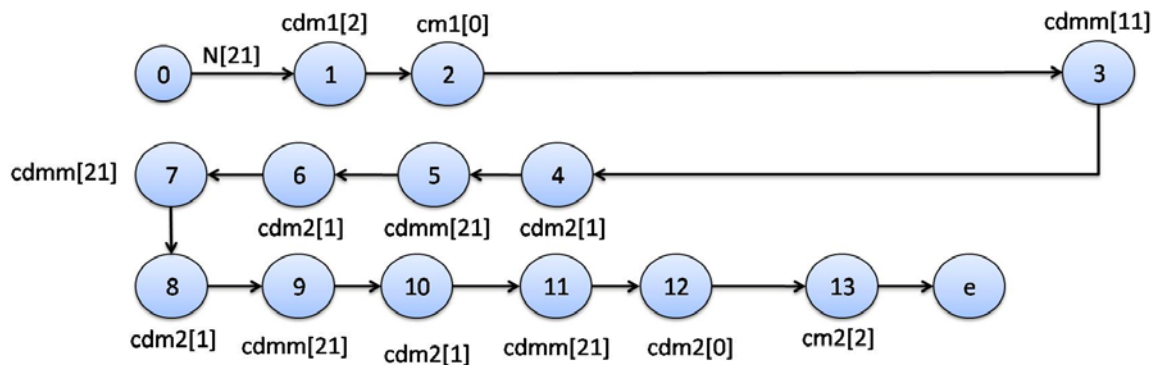 cdm1[2] cm1[0] cdmm[11]
0 N[21] 1 2 3
cdmm[21] 7 6 5 4
cdm2[1] cdmm[21] cdm2[1]
8 9 10 11 12 13 e
cdm2[1] cdmm[21] cdm2[1] cdmm[21] cdm2[0] cm2[2]